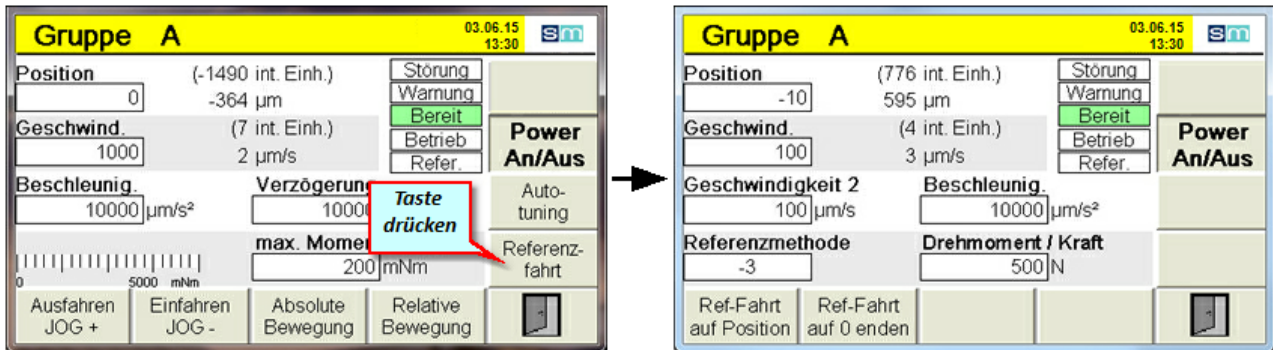 Gruppe A
03.06.15
13:30
sm
Position
(-1490 int. Einh.)
0
-364 µm
Störung
Warnung
Bereit
Betrieb
Refer.
Geschwind.
(7 int. Einh.)
1000
2 µm/s
Power
An/Aus
Beschleunig.
Verzögerung
10000 µm/s²
1000
Taste
drücken
Auto-
tuning
max. Mome
200 mNm
0
5000 mNm
Referenz-
fahrt
Ausfahren
JOG +
Einfahren
JOG -
Absolute
Bewegung
Relative
Bewegung
Gruppe A
03.06.15
13:30
sm
Position
(776 int. Einh.)
-10
595 µm
Störung
Warnung
Bereit
Betrieb
Refer.
Geschwind.
(4 int. Einh.)
100
3 µm/s
Power
An/Aus
Geschwindigkeit 2
Beschleunig.
100 µm/s
10000 µm/s²
Referenzmethode
Drehmoment / Kraft
-3
500 N
Ref-Fahrt
auf Position
Ref-Fahrt
auf 0 enden